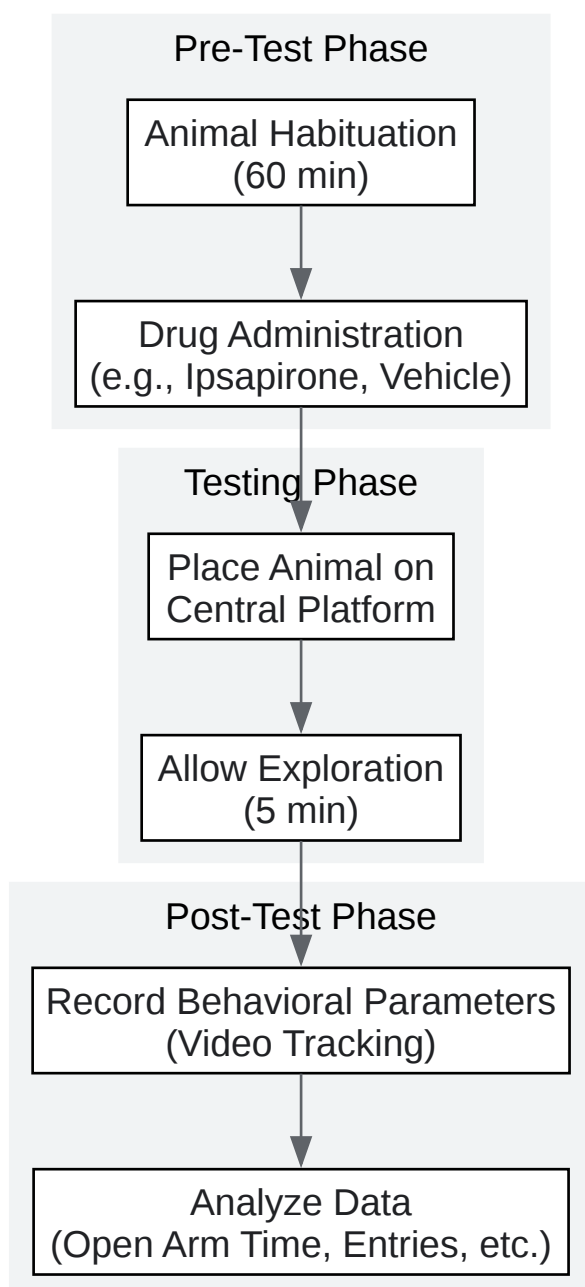 Pre-Test Phase
Animal Habituation
(60 min)
Drug Administration
(e.g., Ipsapirone, Vehicle)
Testing Phase
Place Animal on
Central Platform
Allow Exploration
(5 min)
Post-Test Phase
Record Behavioral Parameters
(Video Tracking)
Analyze Data
(Open Arm Time, Entries, etc.)